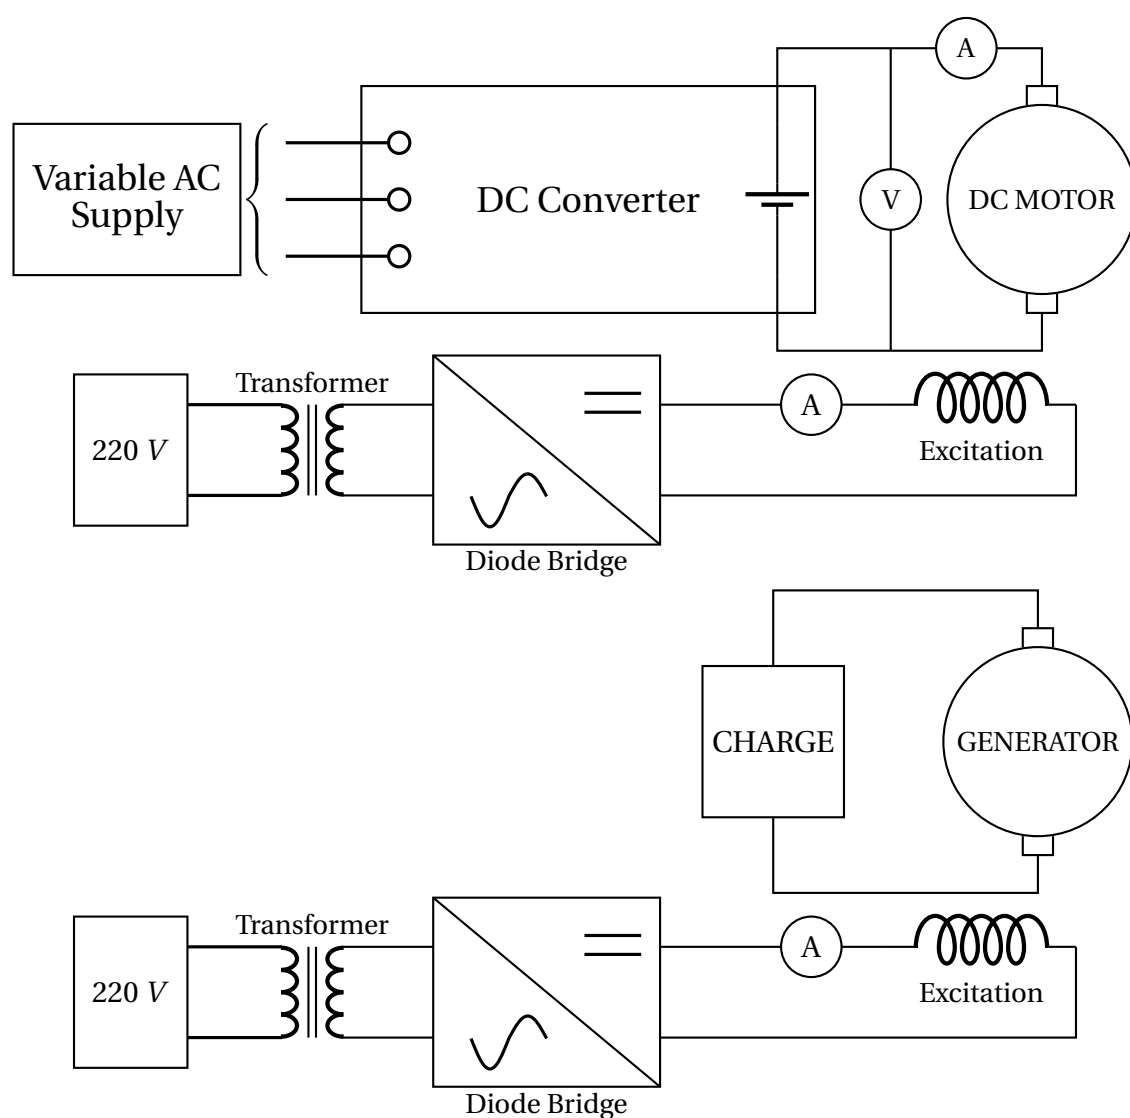 A
Variable AC
Supply
DC Converter
V
DC MOTOR
Transformer
220 V
A
Excitation
Diode Bridge
CHARGE
GENERATOR
Transformer
220 V
A
Excitation
Diode Bridge